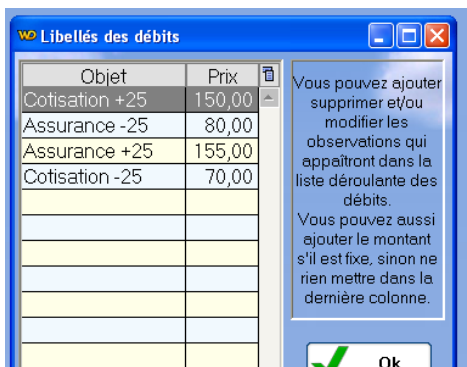 WD Libellés des débits
Objet Prix
Cotisation +25 150,00
Assurance -25 80,00
Assurance +25 155,00
Cotisation -25 70,00
Vous pouvez ajouter
supprimer et/ou
modifier les
observations qui
appaîtront dans la
liste déroulante des
débits.
Vous pouvez aussi
ajouter le montant
s'il est fixe, sinon ne
rien mettre dans la
dernière colonne.
Ok